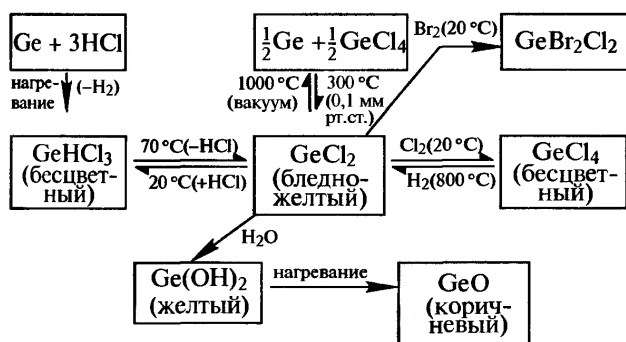 Ge + 3HCl
½Ge + ½GeCl₄
Br₂(20 °C)
GeBr₂Cl₂
нагре-
вание
(–H₂)
1000 °C
(вакуум)
300 °C
(0,1 мм
рт.ст.)
GeHCl₃
(бесцвет-
ный)
70 °C(–HCl)
20 °C(+HCl)
GeCl₂
(бледно-
желтый)
Cl₂(20 °C)
H₂(800 °C)
GeCl₄
(бесцвет-
ный)
H₂O
Ge(OH)₂
(желтый)
нагревание
GeO
(корич-
невый)